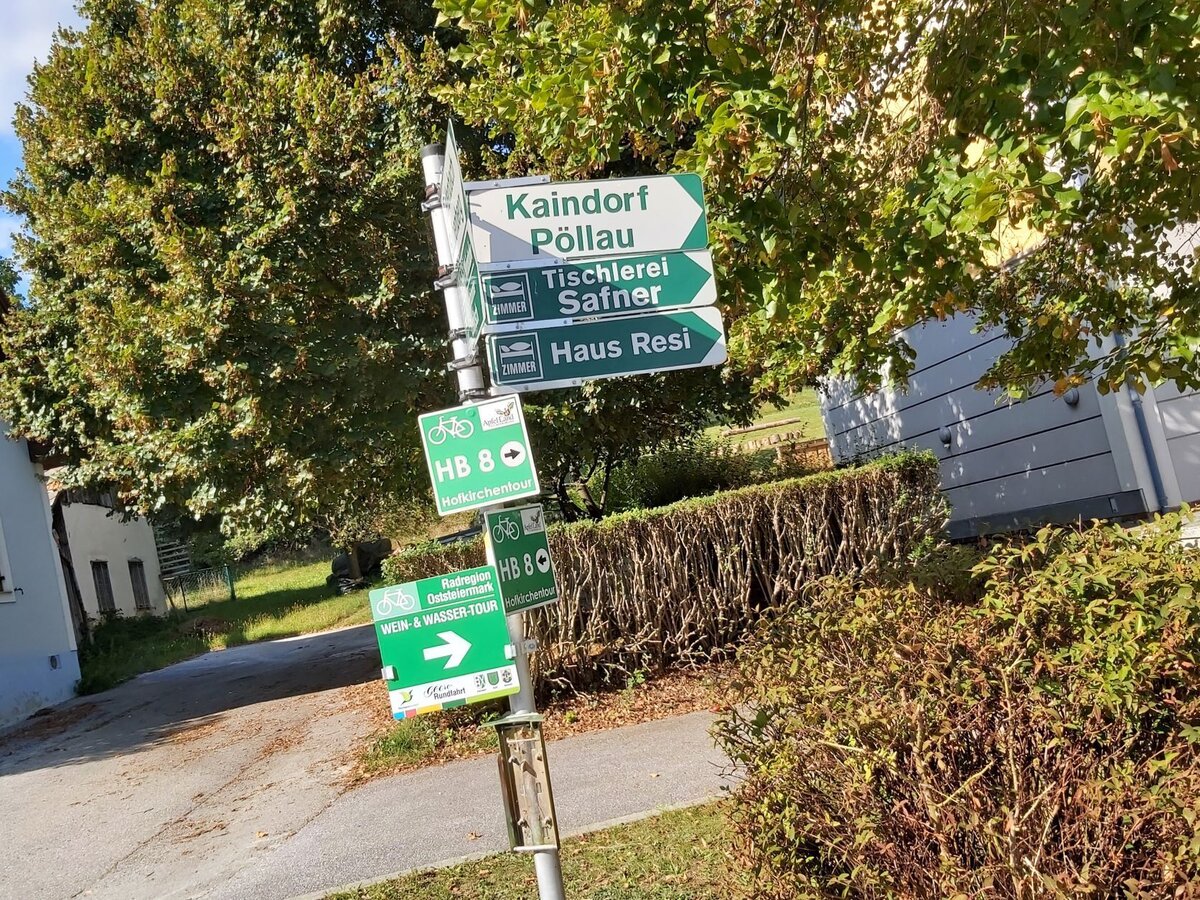 Kaindorf
Pöllau
Tischlerei
Safner
ZIMMER
Haus Resi
ZIMMER
ApfelLand
HB 8
Hofkirchentour
HB 8
Hofkirchentour
Radregion
Oststeiermark
WEIN- & WASSER-TOUR
Rundfahrt